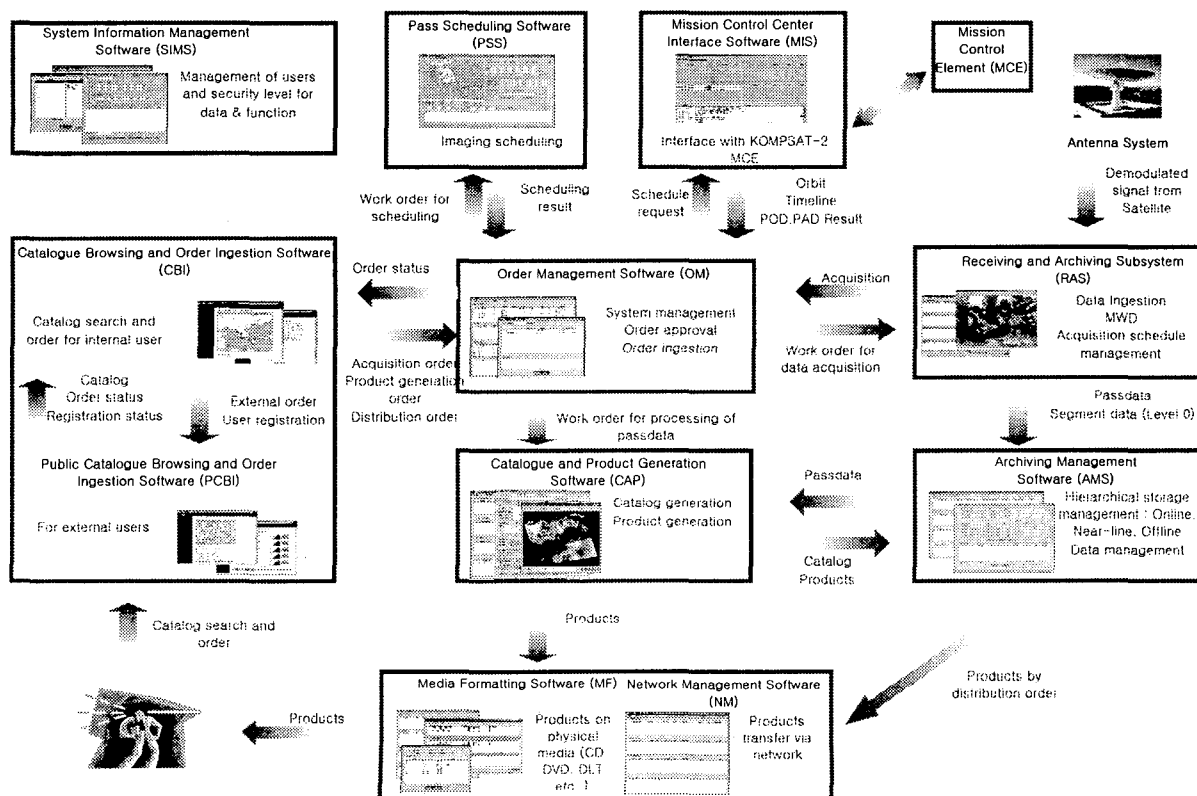 System Information Management
Software (SIMS)
Management of users
and security level for
data & function
Pass Scheduling Software
(PSS)
Imaging scheduling
Mission Control Center
Interface Software (MIS)
Interface with KOMPSAT-2
MCE
Mission
Control
Element (MCE)
Antenna System
Work order for
scheduling
Scheduling
result
Schedule
request
Orbit
Timeline
POD.PAD Result
Demodulated
signal from
Satellite
Catalogue Browsing and Order Ingestion Software
(CBI)
Catalog search and
order for internal user
Catalog
Order status
Registration status
External order
User registration
Public Catalogue Browsing and Order
Ingestion Software (PCBI)
For external users
Order status
Acquisition order
Product generation
order
Distribution order
Order Management Software (OM)
System management
Order approval
Order ingestion
Acquisition
Work order for
data acquisition
Receiving and Archiving Subsystem
(RAS)
Data Ingestion
MWD
Acquisition schedule
management
Work order for processing of
passdata
Passdata
Segment data (Level 0)
Catalogue and Product Generation
Software (CAP)
Catalog generation
Product generation
Passdata
Catalog
Products
Archiving Management
Software (AMS)
Hierarchical storage
management : Online,
Near-line, Offline
Data management
Catalog search and
order
Products
Products by
distribution order
Products
Media Formatting Software (MF)
Products on
physical
media (CD
DVD, DLT
etc.)
Network Management Software
(NM)
Products
transfer via
network